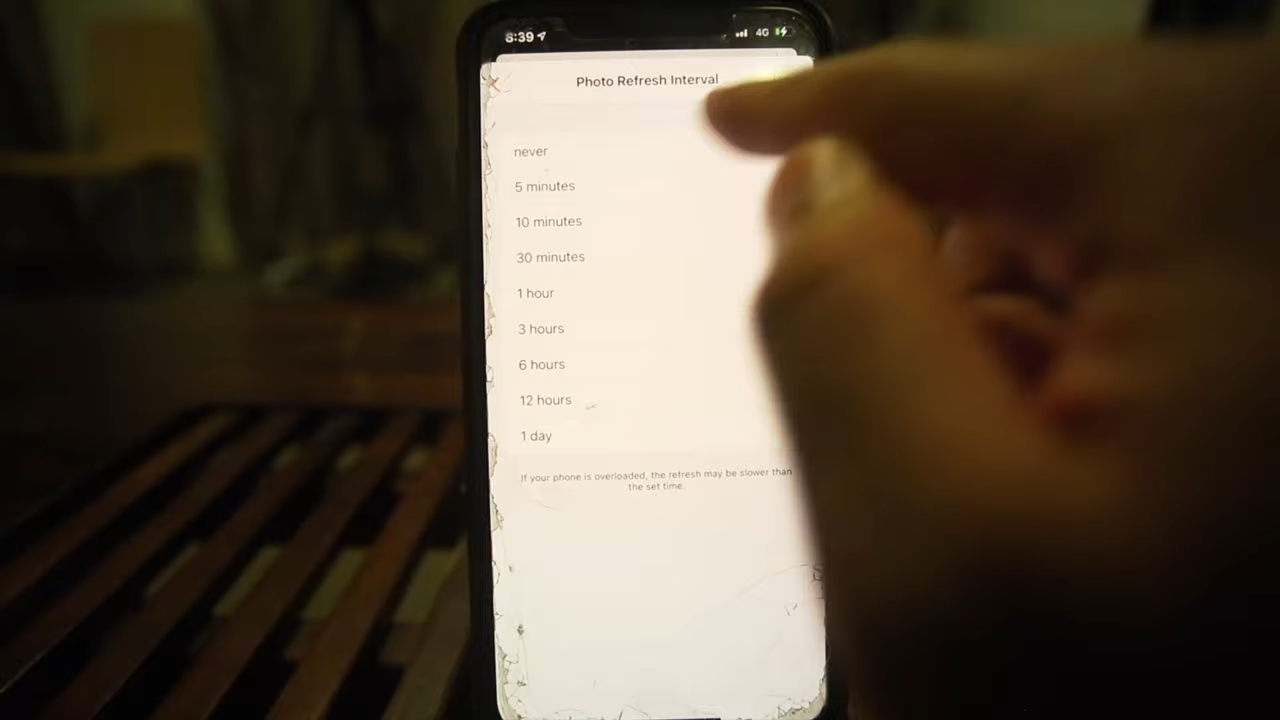 8:39
4G
Photo Refresh Interval
never
5 minutes
10 minutes
30 minutes
1 hour
3 hours
6 hours
12 hours
1 day
If your phone is overloaded, the refresh may be slower than
the set time.